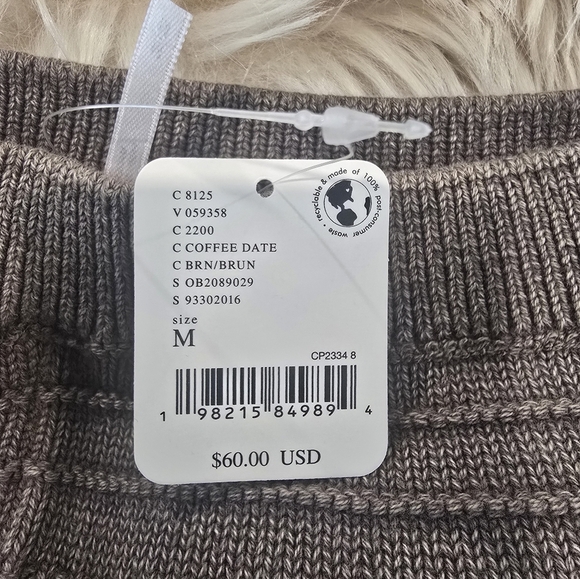 C 8125
V 059358
C 2200
C COFFEE DATE
C BRN/BRUN
S OB2089029
S 93302016
size
M
recyclable & made of 100% post-consumer waste •
CP2334 8
1 98215 84989 4
$60.00 USD